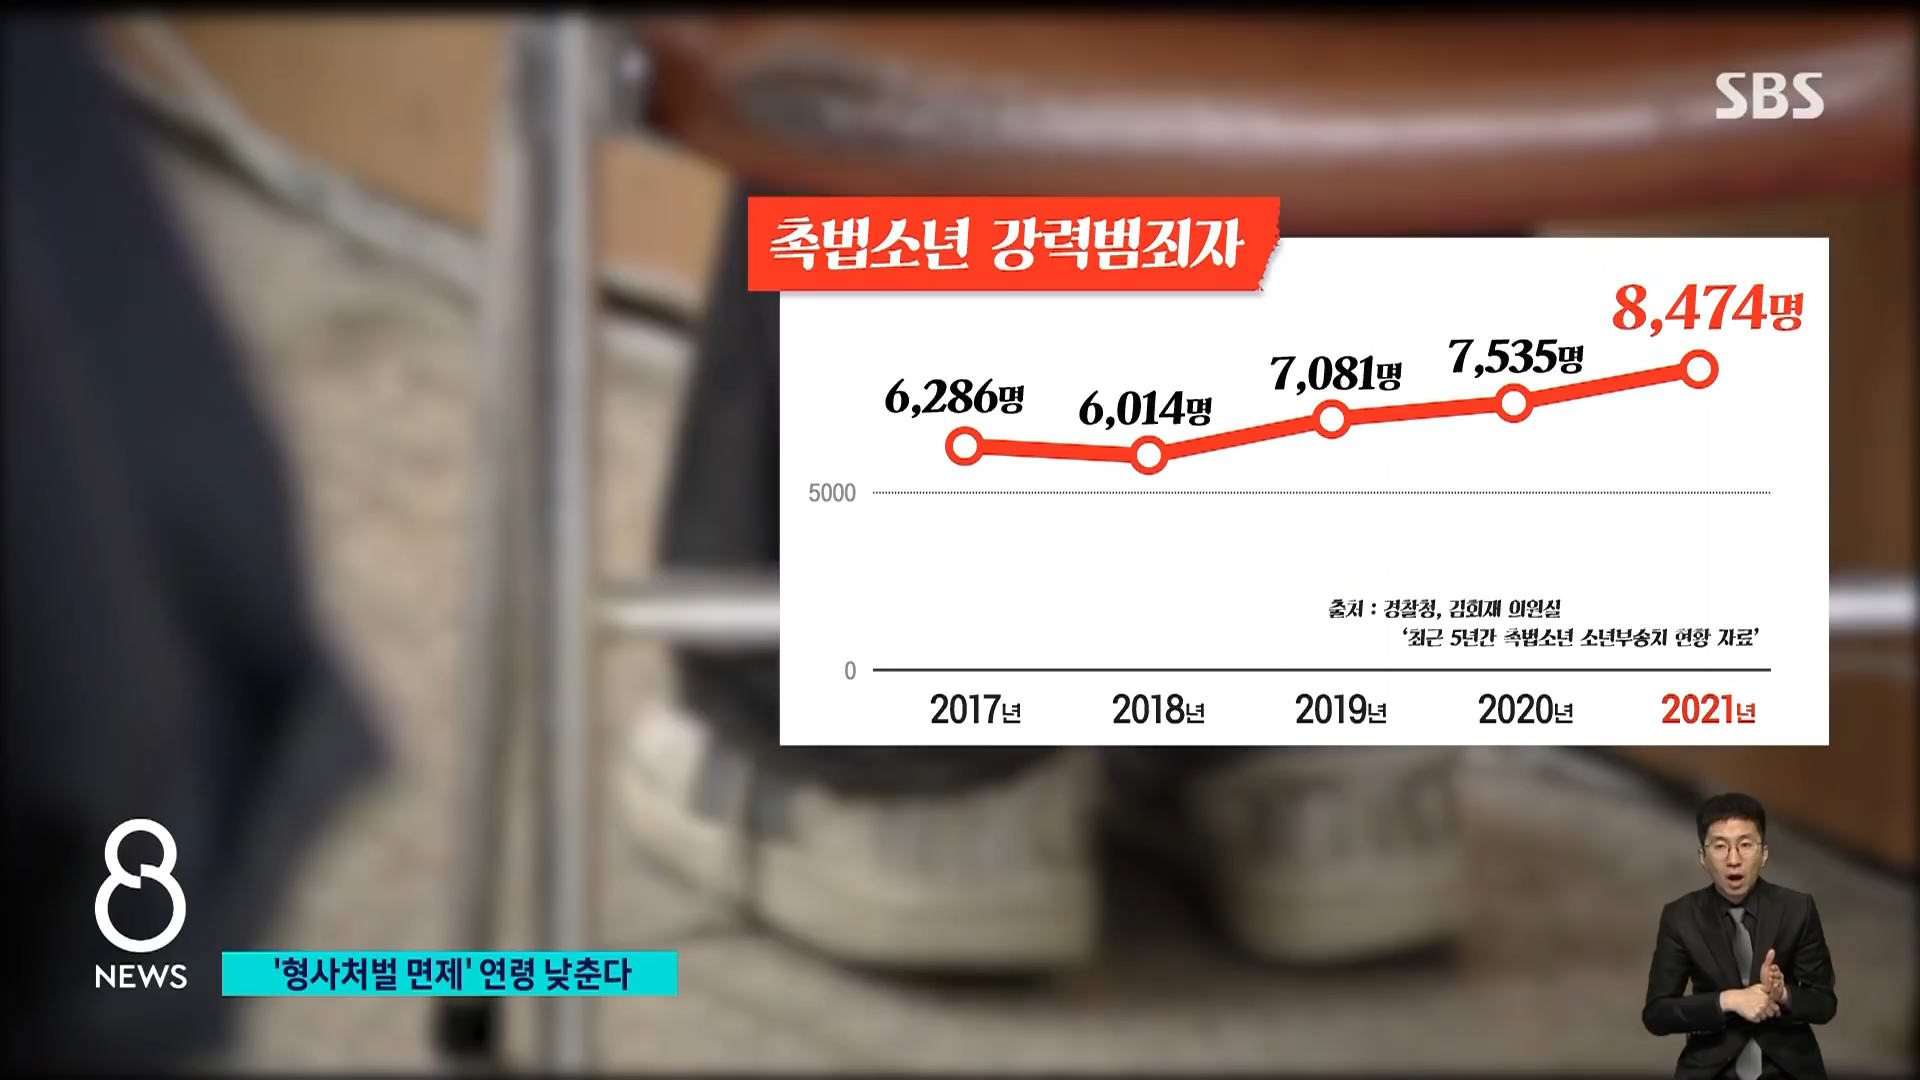 SBS
촉법소년 강력범죄자
6,286명
6,014명
7,081명
7,535명
8,474명
5000
출처 : 경찰청, 김회재 의원실
‘최근 5년간 촉법소년 소년부송치 현황 자료’
0
2017년
2018년
2019년
2020년
2021년
8
NEWS
'형사처벌 면제' 연령 낮춘다